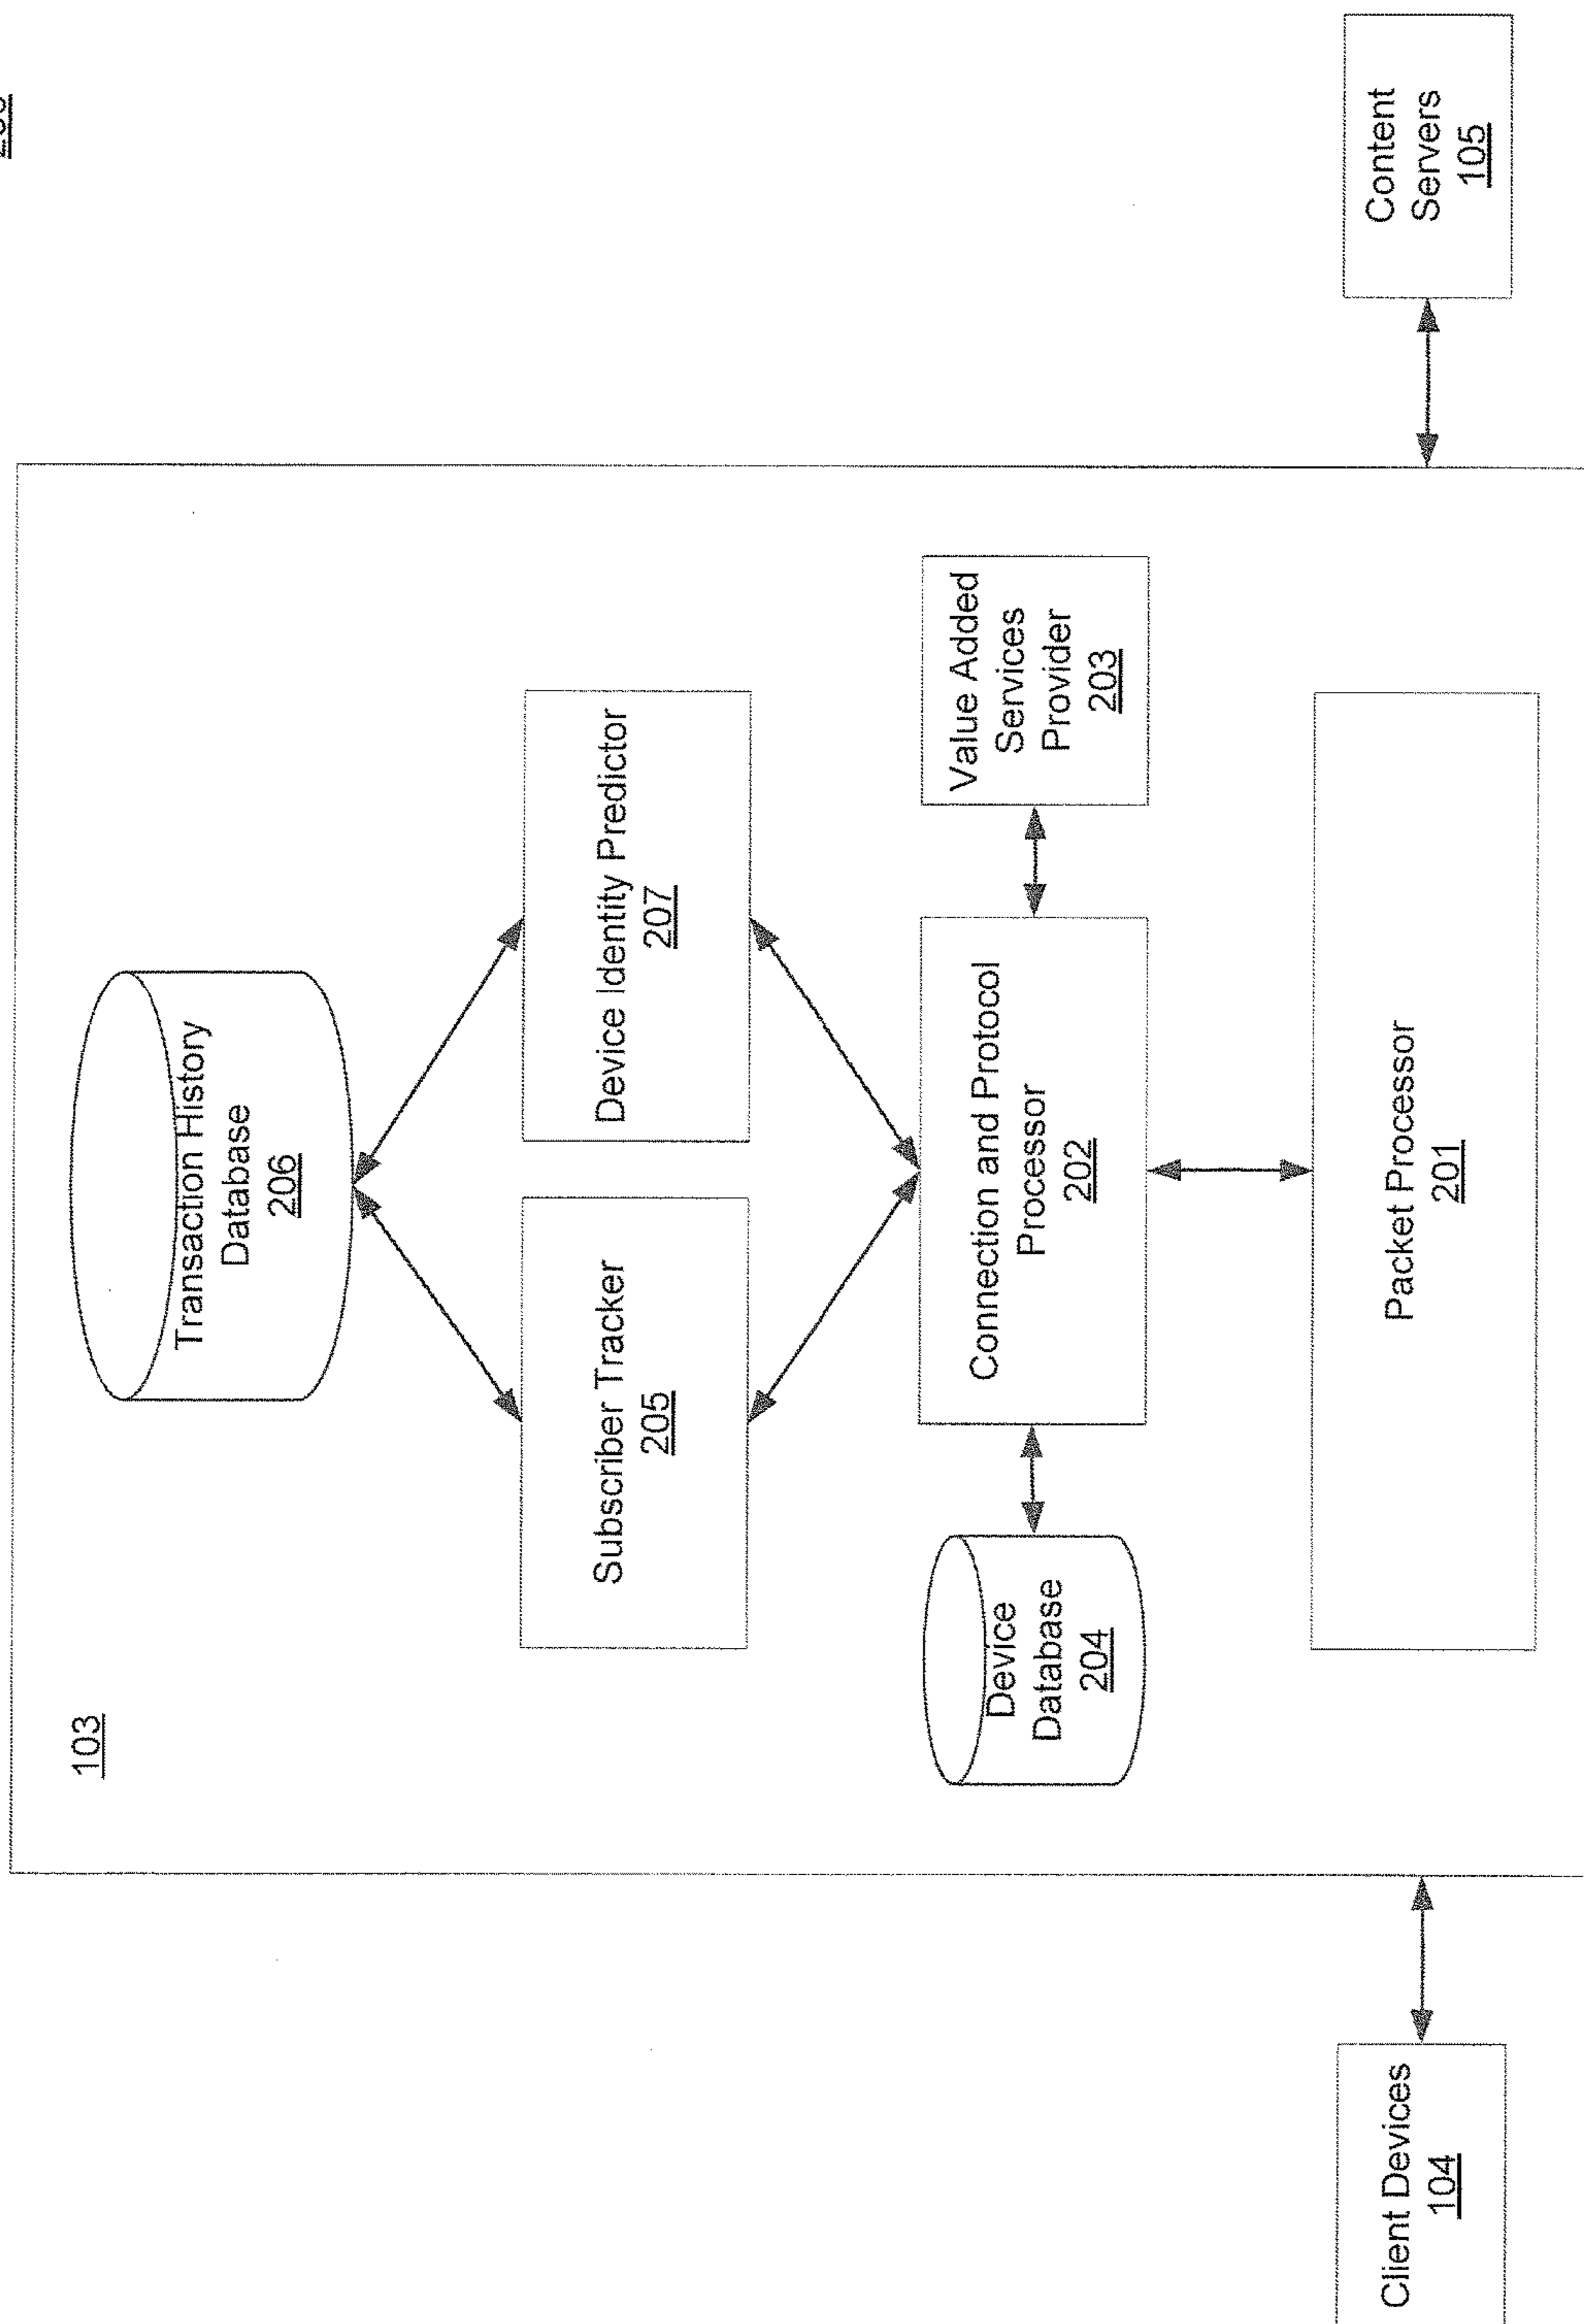 103
Transaction History
Database
206
Subscriber Tracker
205
Device Identity Predictor
207
Device
Database
204
Connection and Protocol
Processor
202
Value Added
Services
Provider
203
Client Devices
104
Packet Processor
201
Content
Servers
105